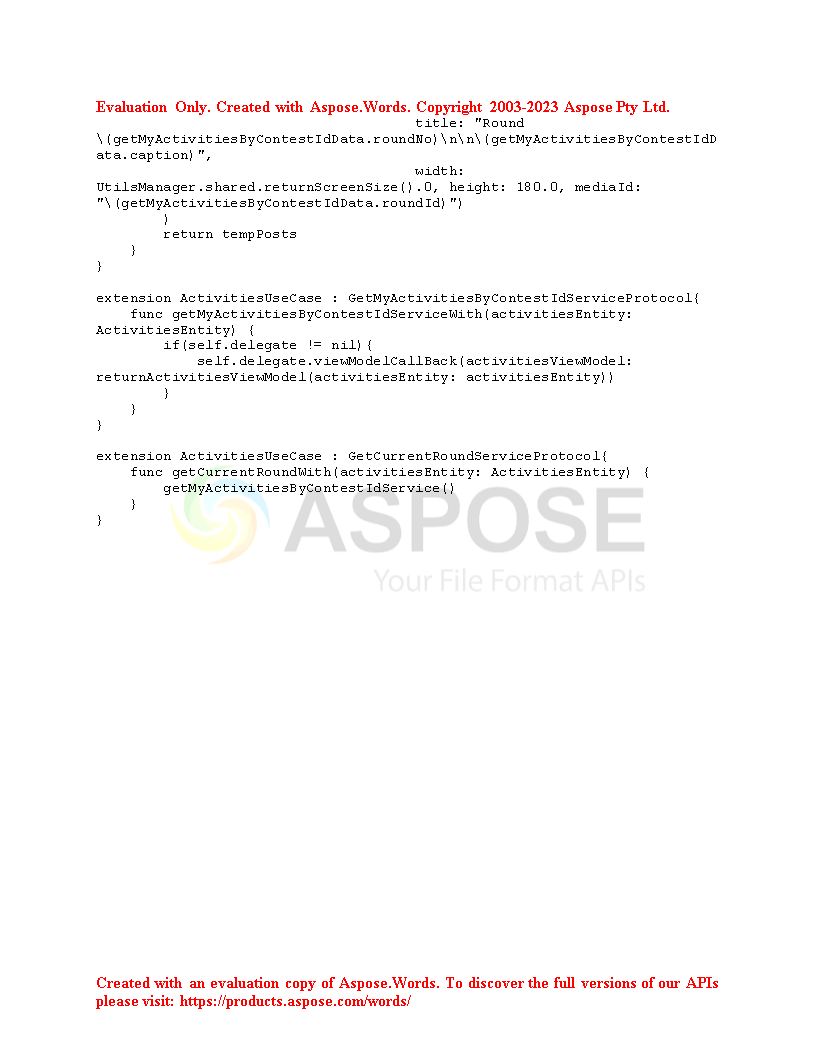 Evaluation Only. Created with Aspose.Words. Copyright 2003-2023 Aspose Pty Ltd.
                                      title: "Round
\(getMyActivitiesByContestIdData.roundNo)\n\n\(getMyActivitiesByContestIdD
ata.caption)",
                                      width:
UtilsManager.shared.returnScreenSize().0, height: 180.0, mediaId:
"\(getMyActivitiesByContestIdData.roundId)")
        )
        return tempPosts
    }
}

extension ActivitiesUseCase : GetMyActivitiesByContestIdServiceProtocol{
    func getMyActivitiesByContestIdServiceWith(activitiesEntity:
ActivitiesEntity) {
        if(self.delegate != nil){
            self.delegate.viewModelCallBack(activitiesViewModel:
returnActivitiesViewModel(activitiesEntity: activitiesEntity))
        }
    }
}

extension ActivitiesUseCase : GetCurrentRoundServiceProtocol{
    func getCurrentRoundWith(activitiesEntity: ActivitiesEntity) {
        getMyActivitiesByContestIdService()
    }
}
ASPOSE
Your File Format APIs
Created with an evaluation copy of Aspose.Words. To discover the full versions of our APIs
please visit: https://products.aspose.com/words/